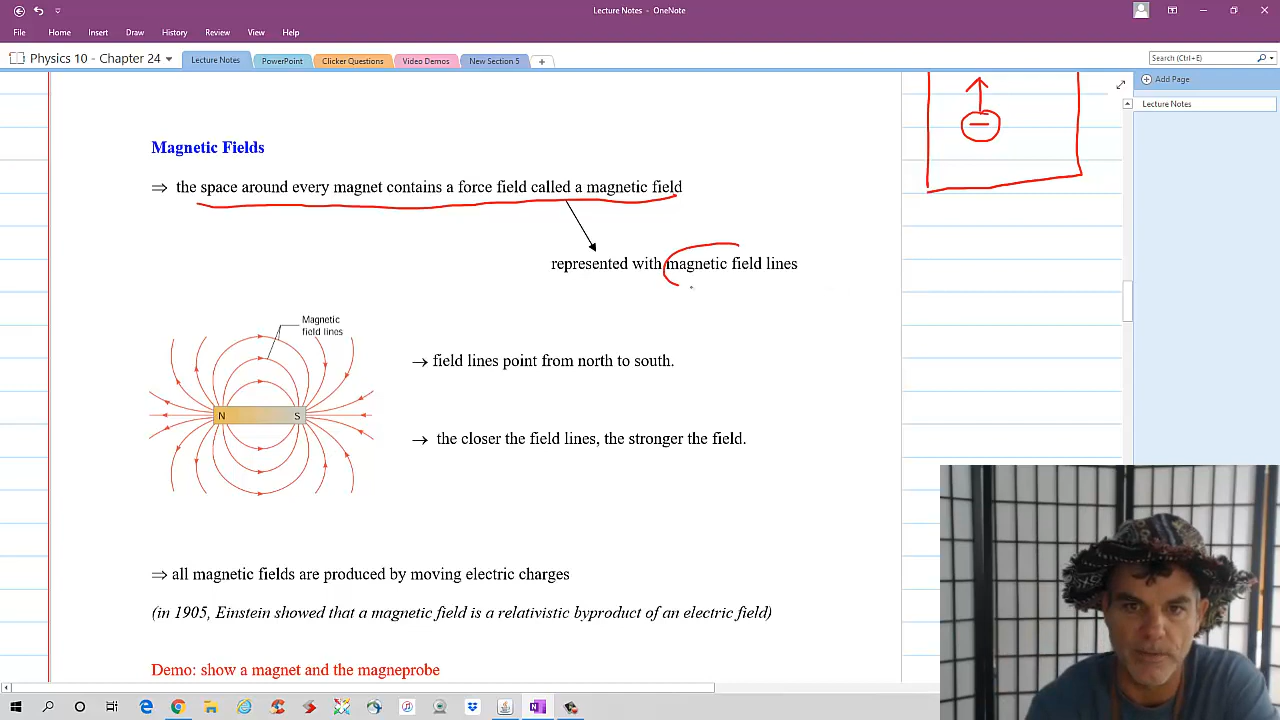 Lecture Notes - OneNote
File Home Insert Draw History View Help
Physics 10 - Chapter 24
Lecture Notes PowerPoint Clicker Questions Video Demos New Section 5 +
Search (Ctrl+E)
Add Page
Lecture Notes
Magnetic Fields
⇒ the space around every magnet contains a force field called a magnetic field
represented with magnetic field lines
Magnetic
field lines
N S
→ field lines point from north to south.
→ the closer the field lines, the stronger the field.
⇒ all magnetic fields are produced by moving electric charges
(in 1905, Einstein showed that a magnetic field is a relativistic byproduct of an electric field)
Demo: show a magnet and the magneprobe